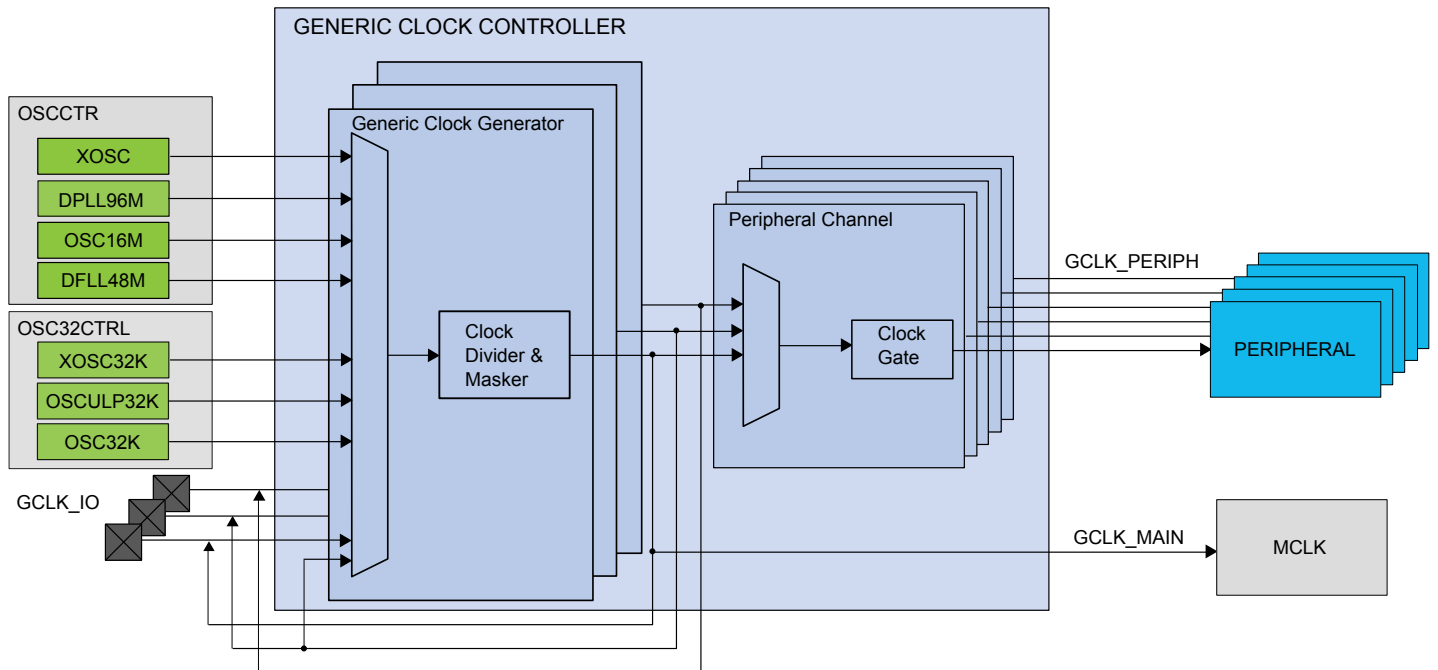 GENERIC CLOCK CONTROLLER
OSCCTR
XOSC
DPLL96M
OSC16M
DFLL48M
OSC32CTRL
XOSC32K
OSCULP32K
OSC32K
GCLK_IO
Generic Clock Generator
Clock
Divider &
Masker
Peripheral Channel
Clock
Gate
GCLK_PERIPH
PERIPHERAL
GCLK_MAIN
MCLK